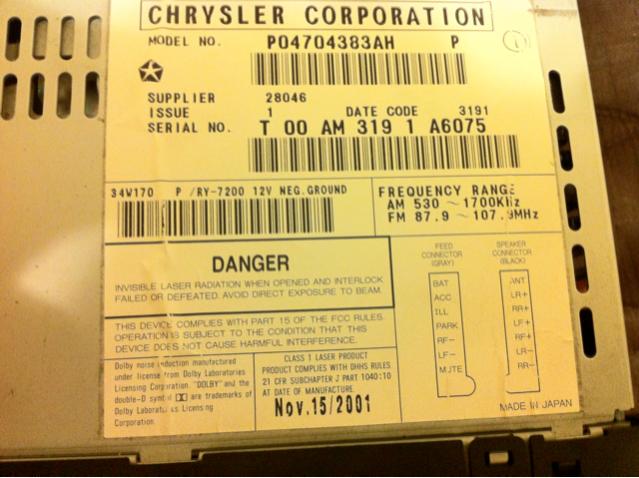 CHRYSLER CORPORATION
MODEL NO. P04704383AH P
SUPPLIER 28046
ISSUE 1 DATE CODE 3191
SERIAL NO. T 00 AM 319 1 A6075
34W170 P /RY-7200 12V NEG.GROUND
FREQUENCY RANGE
AM 530 ~ 1700KHz
FM 87.9 ~ 107.9MHz
DANGER
INVISIBLE LASER RADIATION WHEN OPENED AND INTERLOCK
FAILED OR DEFEATED. AVOID DIRECT EXPOSURE TO BEAM.
THIS DEVICE COMPLIES WITH PART 15 OF THE FCC RULES.
OPERATION IS SUBJECT TO THE CONDITION THAT THIS
DEVICE DOES NOT CAUSE HARMFUL INTERFERENCE.
Dolby noise reduction manufactured
under license from Dolby Laboratories
Licensing Corporation. "DOLBY" and the
double-D symbol are trademarks of
Dolby Laboratories Licensing
Corporation.
CLASS 1 LASER PRODUCT
PRODUCT COMPLIES WITH DHHS RULES
21 CFR SUBCHAPTER J PART 1040:10
AT DATE OF MANUFACTURE
Nov.15/2001
FEED
CONNECTOR
(GRAY)
BAT
ACC
ILL
PARK
RF-
LF-
MUTE
SPEAKER
CONNECTOR
(BLACK)
ANT
LR+
RR+
LF+
RF+
LR-
RR-
MADE IN JAPAN